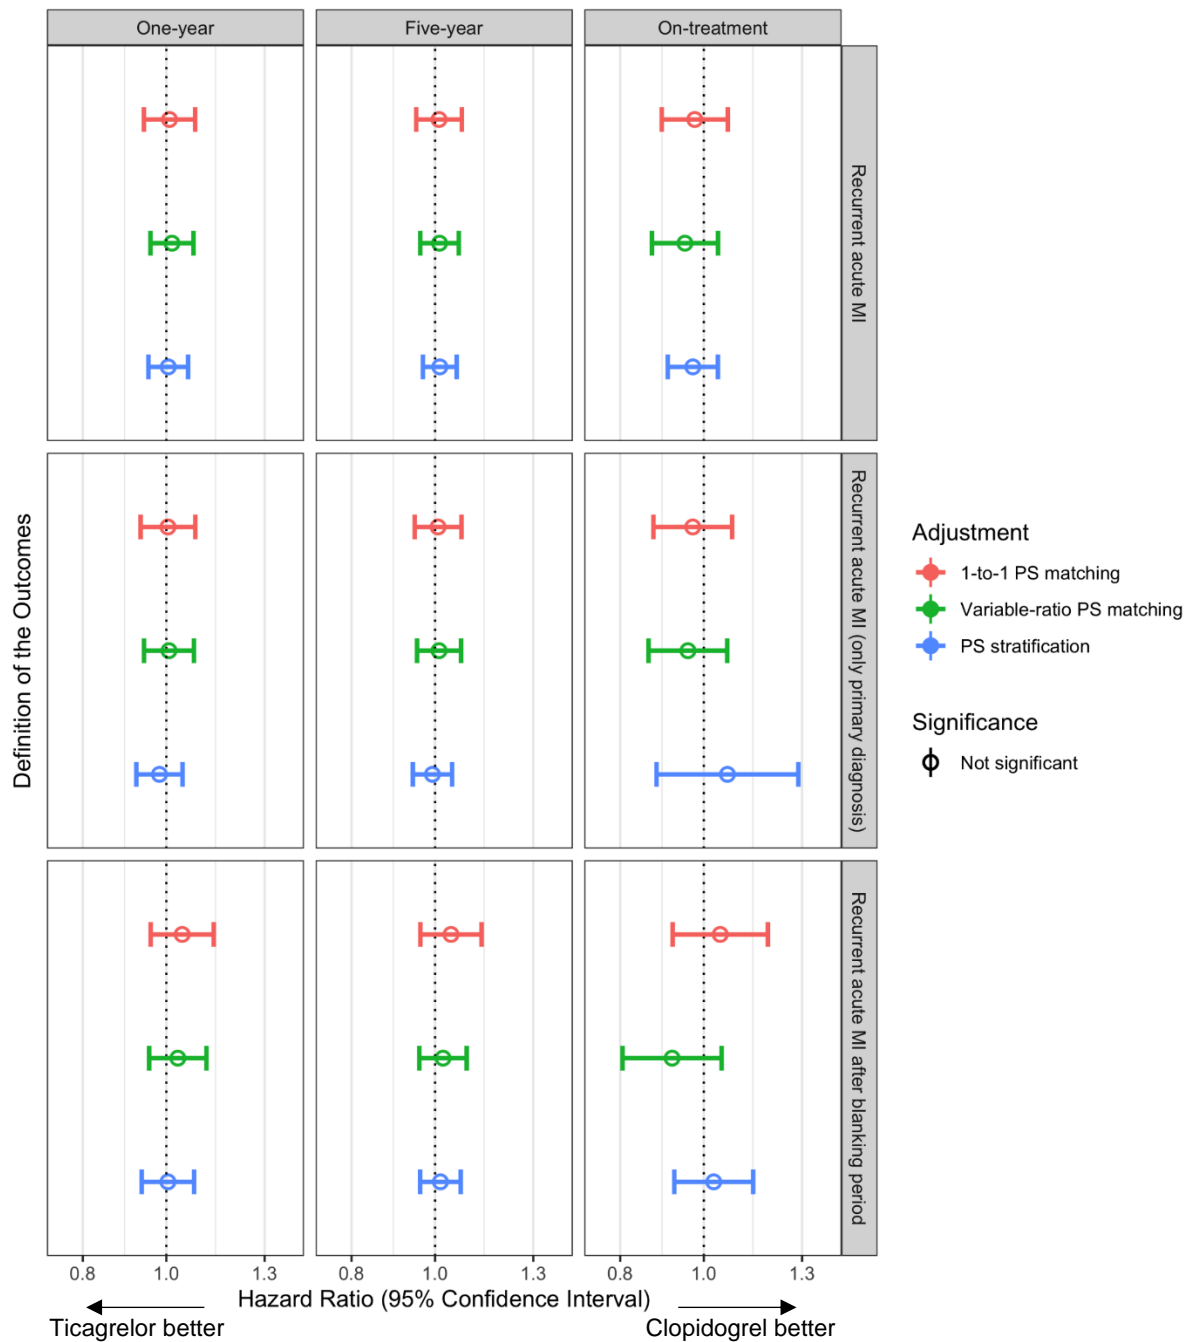 One-year
Five-year
On-treatment
Recurrent acute MI
Recurrent acute MI (only primary diagnosis)
Recurrent acute MI after blanking period
Definition of the Outcomes
Adjustment
1-to-1 PS matching
Variable-ratio PS matching
PS stratification
Significance
Not significant
0.8 1.0 1.3 0.8 1.0 1.3 0.8 1.0 1.3
Hazard Ratio (95% Confidence Interval)
Ticagrelor better Clopidogrel better